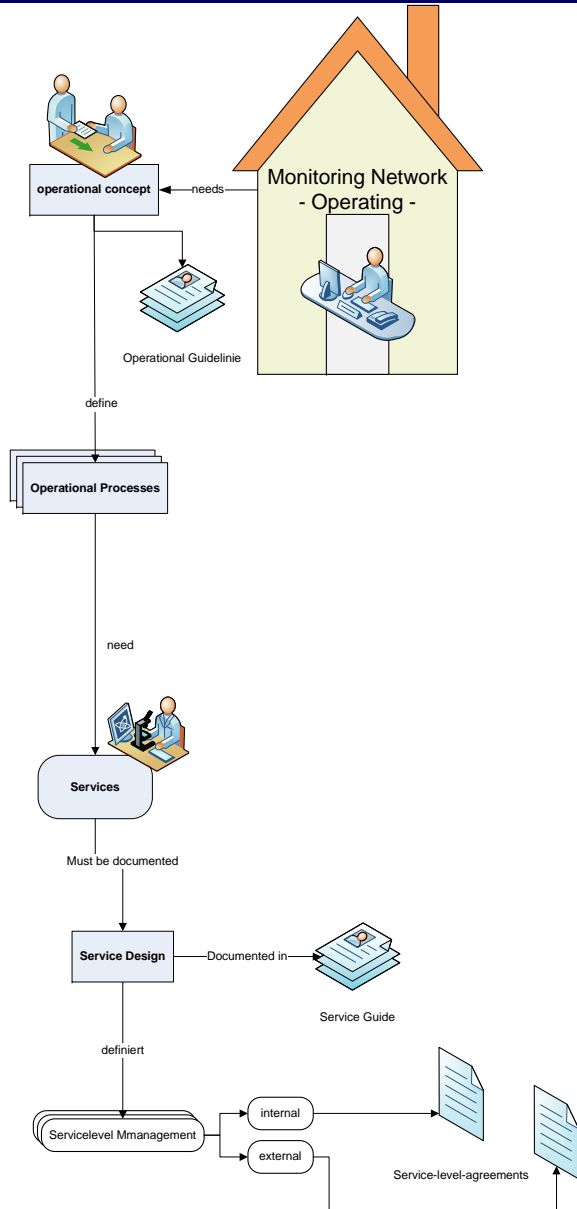 Monitoring Network
- Operating -
operational concept
needs
Operational Guidelinie
define
Operational Processes
need
Services
Must be documented
Service Design
Documented in
Service Guide
definiert
internal
Servicelevel Mmanagement
external
Service-level-agreements